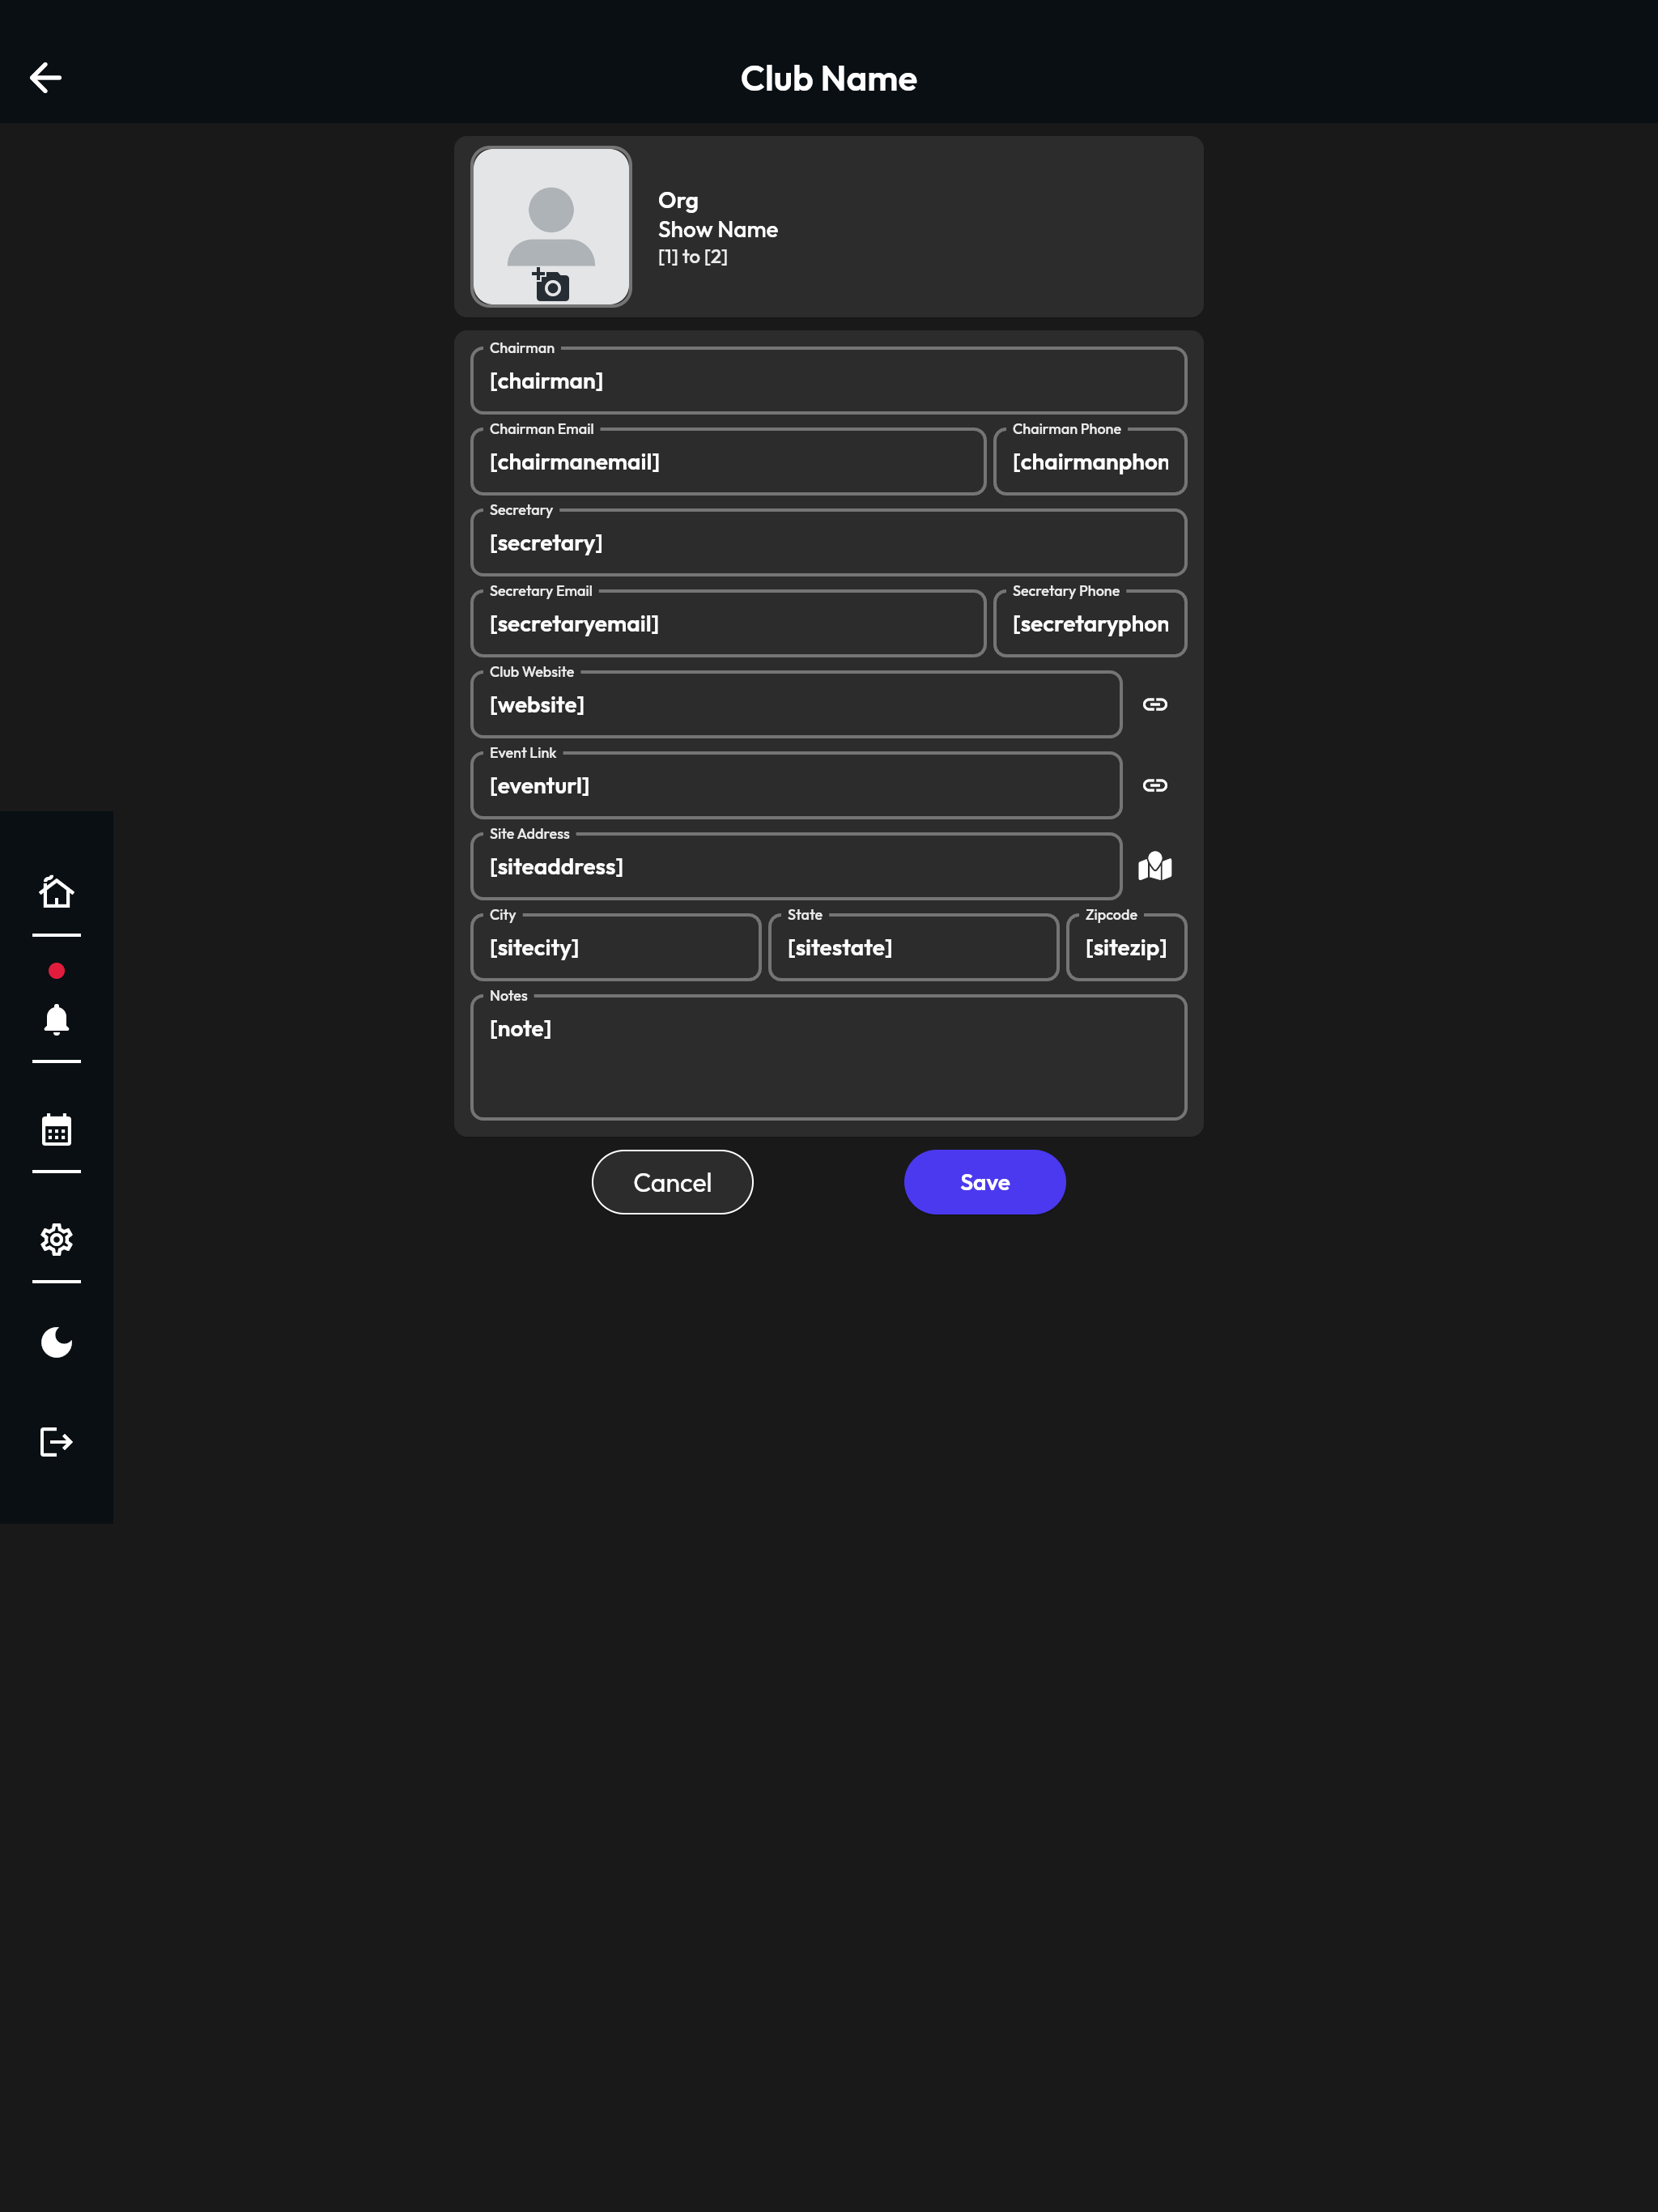 Club Name
Org
Show Name
[1] to [2]
Chairman
[chairman]
Chairman Email
[chairmanemail]
Chairman Phone
[chairmanphon
Secretary
[secretary]
Secretary Email
[secretaryemail]
Secretary Phone
[secretaryphon
Club Website
[website]
Event Link
[eventurl]
Site Address
[siteaddress]
City
[sitecity]
State
[sitestate]
Zipcode
[sitezip]
Notes
[note]
Cancel
Save